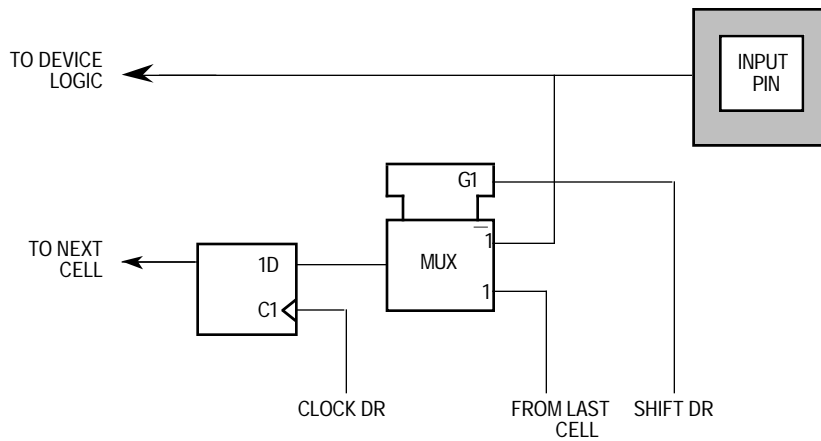 TO DEVICE
LOGIC
INPUT
PIN
G1
TO NEXT
CELL
1D
MUX
1̅
C1
1
CLOCK DR
FROM LAST
CELL
SHIFT DR